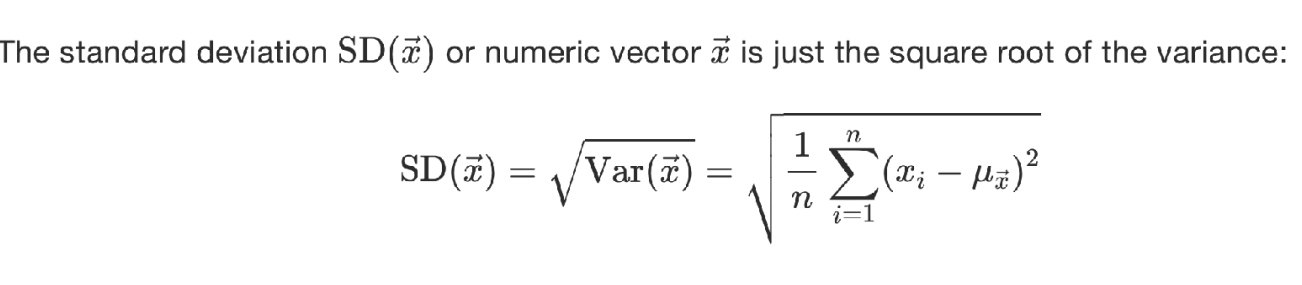 The standard deviation SD(x⃗) or numeric vector x⃗ is just the square root of the variance:
SD(x⃗) = √Var(x⃗) = √(1/n ∑_{i=1}^{n} (x_i − μ_x⃗)²)